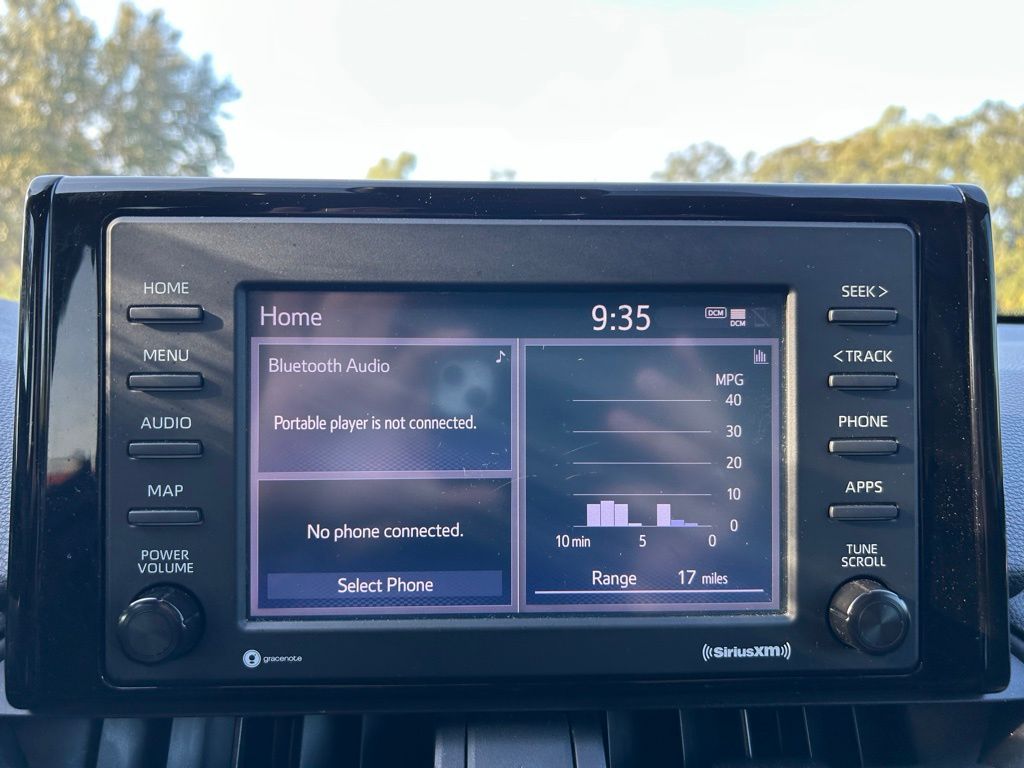 HOME
MENU
AUDIO
MAP
POWER
VOLUME
Home
9:35
DCM
DCM
Bluetooth Audio
Portable player is not connected.
No phone connected.
Select Phone
MPG
40
30
20
10
0
10 min 5 0
Range 17 miles
SEEK >
< TRACK
PHONE
APPS
TUNE
SCROLL
gracenote
((SiriusXM))